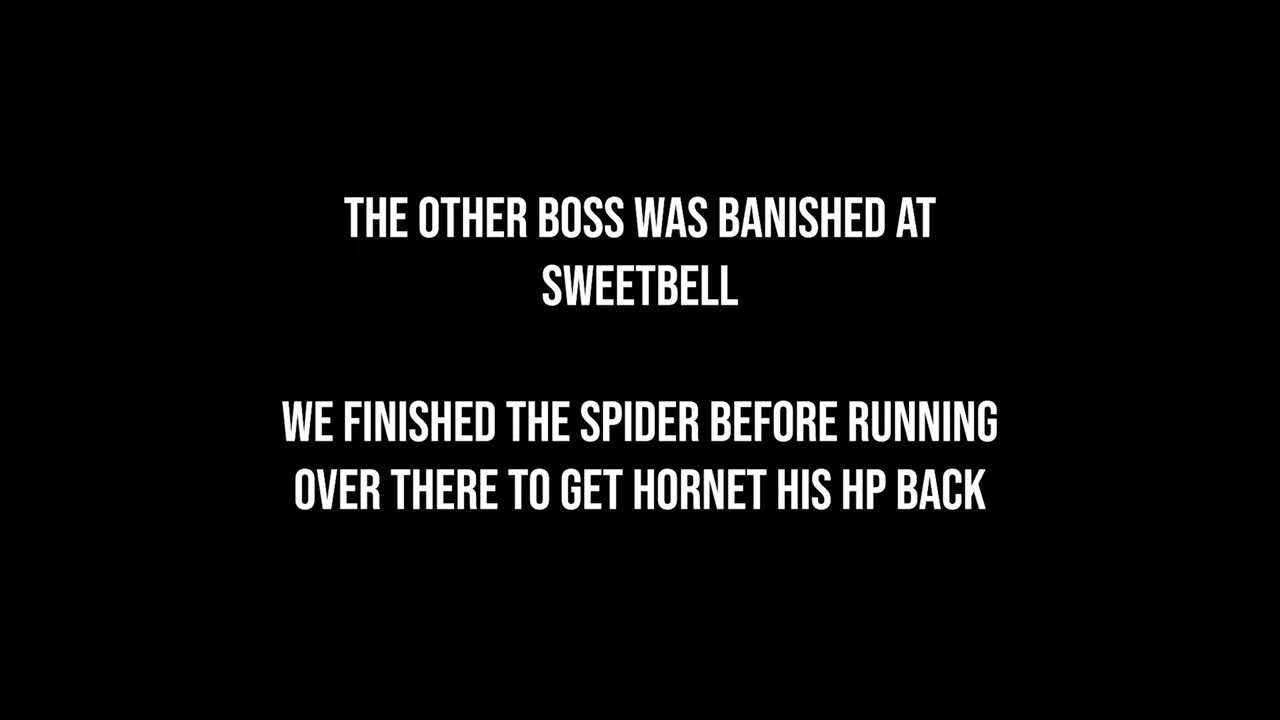 THE OTHER BOSS WAS BANISHED AT
SWEETBELL
WE FINISHED THE SPIDER BEFORE RUNNING
OVER THERE TO GET HORNET HIS HP BACK